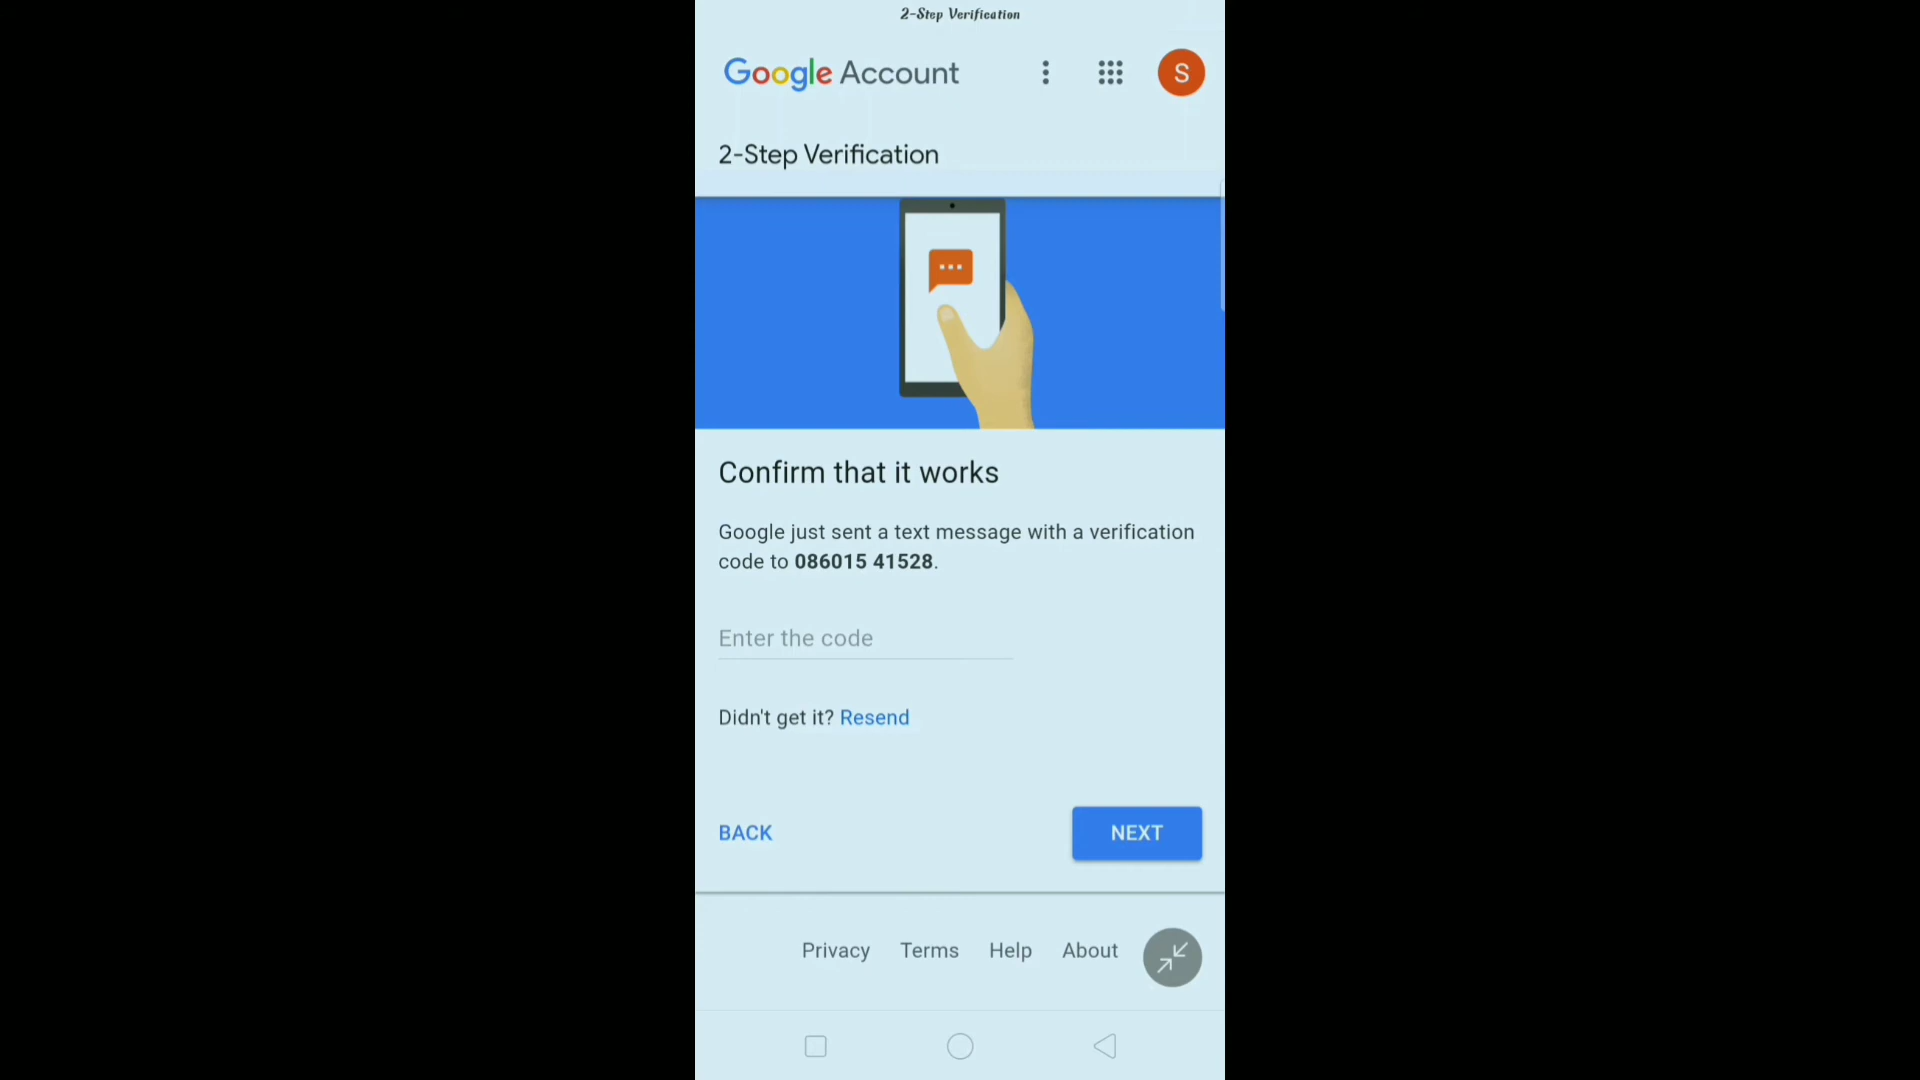 2-Step Verification
Google Account
S
2-Step Verification
Confirm that it works
Google just sent a text message with a verification
code to 086015 41528.
Enter the code
Didn't get it? Resend
BACK
NEXT
Privacy
Terms
Help
About